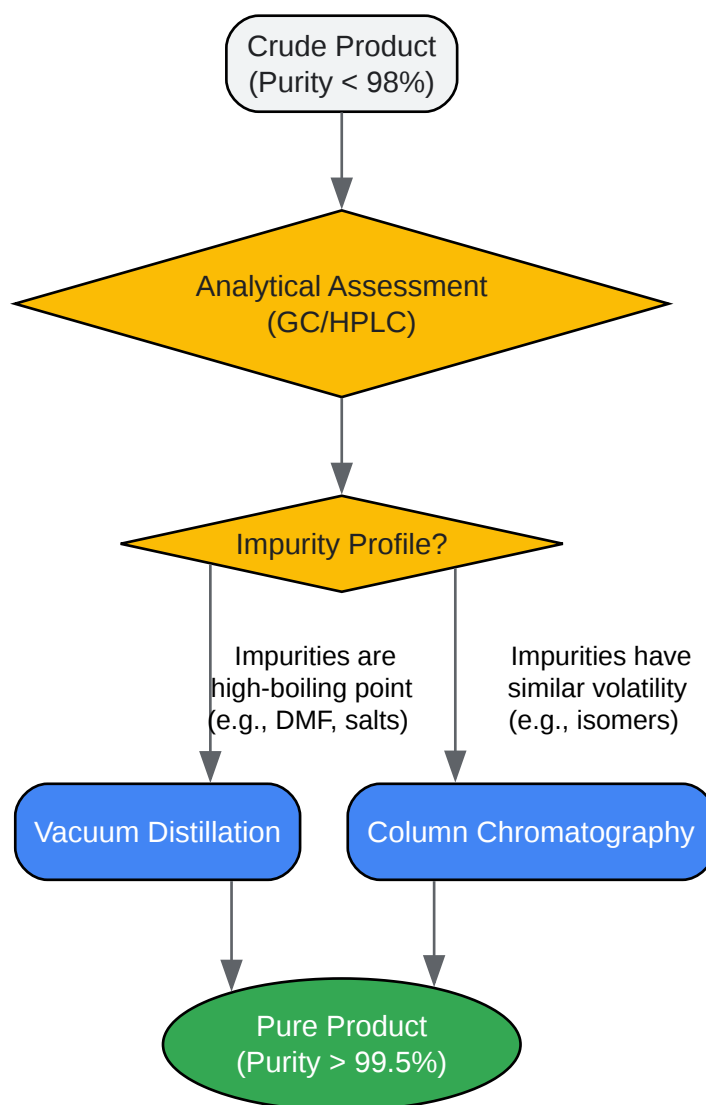 Crude Product
(Purity < 98%)
Analytical Assessment
(GC/HPLC)
Impurity Profile?
Impurities are
high-boiling point
(e.g., DMF, salts)
Impurities have
similar volatility
(e.g., isomers)
Vacuum Distillation
Column Chromatography
Pure Product
(Purity > 99.5%)